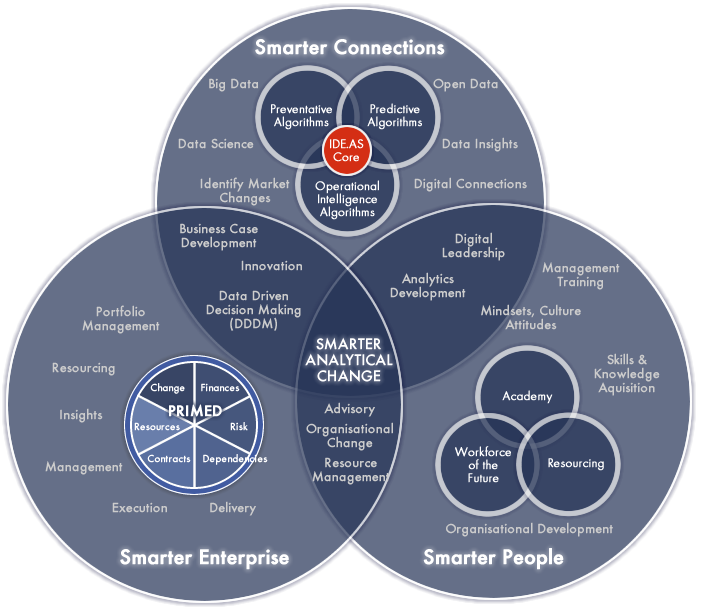 Smarter Connections
Big Data
Open Data
Preventative
Algorithms
Predictive
Algorithms
Data Science
IDE.AS
Core
Data Insights
Identify Market
Changes
Operational
Intelligence
Algorithms
Digital Connections
Business Case
Development
Digital
Leadership
Innovation
Analytics
Development
Management
Training
Data Driven
Decision Making
(DDDM)
Mindsets, Culture
Attitudes
Portfolio
Management
SMARTER
ANALYTICAL
CHANGE
Resourcing
Skills &
Knowledge
Aquisition
Change
Finances
PRIMED
Resources
Risk
Contracts
Dependencies
Insights
Management
Execution
Delivery
Advisory
Organisational
Change
Resource
Management
Academy
Workforce
of the
Future
Resourcing
Organisational Development
Smarter Enterprise
Smarter People